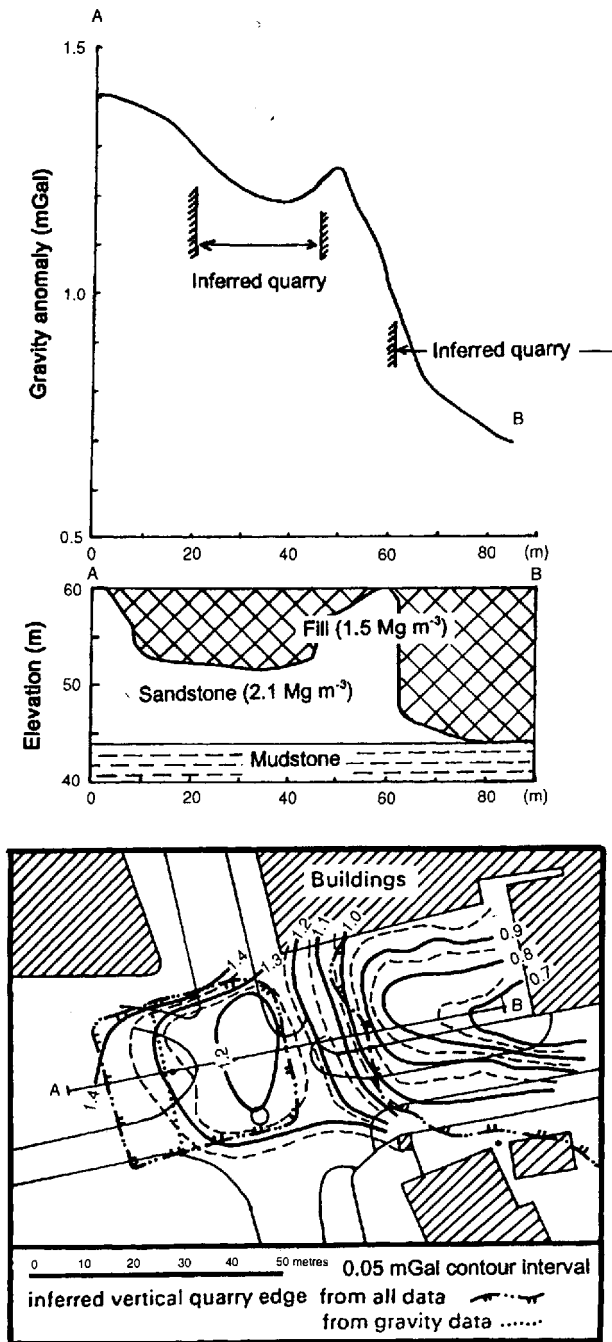 A
1.5
Gravity anomaly (mGal)
Inferred quarry
1.0
Inferred quarry
B
0.5
0 20 40 60 80 (m)
A B
60
Fill (1.5 Mg m⁻³)
Elevation (m)
50
Sandstone (2.1 Mg m⁻³)
Mudstone
40
0 20 40 60 80 (m)
Buildings
1.4
1.3
1.2
1.1
1.0
0.9
0.8
0.7
B
1.2
A
1.4
0 10 20 30 40 50 metres 0.05 mGal contour interval
inferred vertical quarry edge from all data
from gravity data